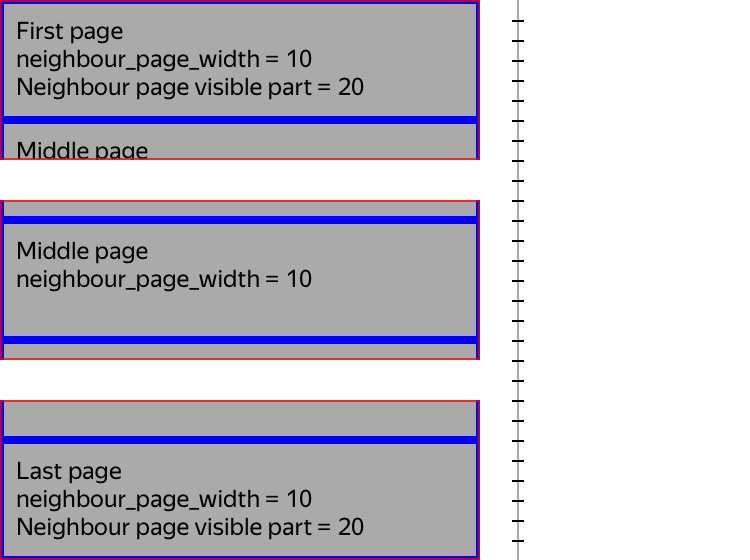 First page
neighbour_page_width = 10
Neighbour page visible part = 20
Middle page
Middle page
neighbour_page_width = 10
Last page
neighbour_page_width = 10
Neighbour page visible part = 20